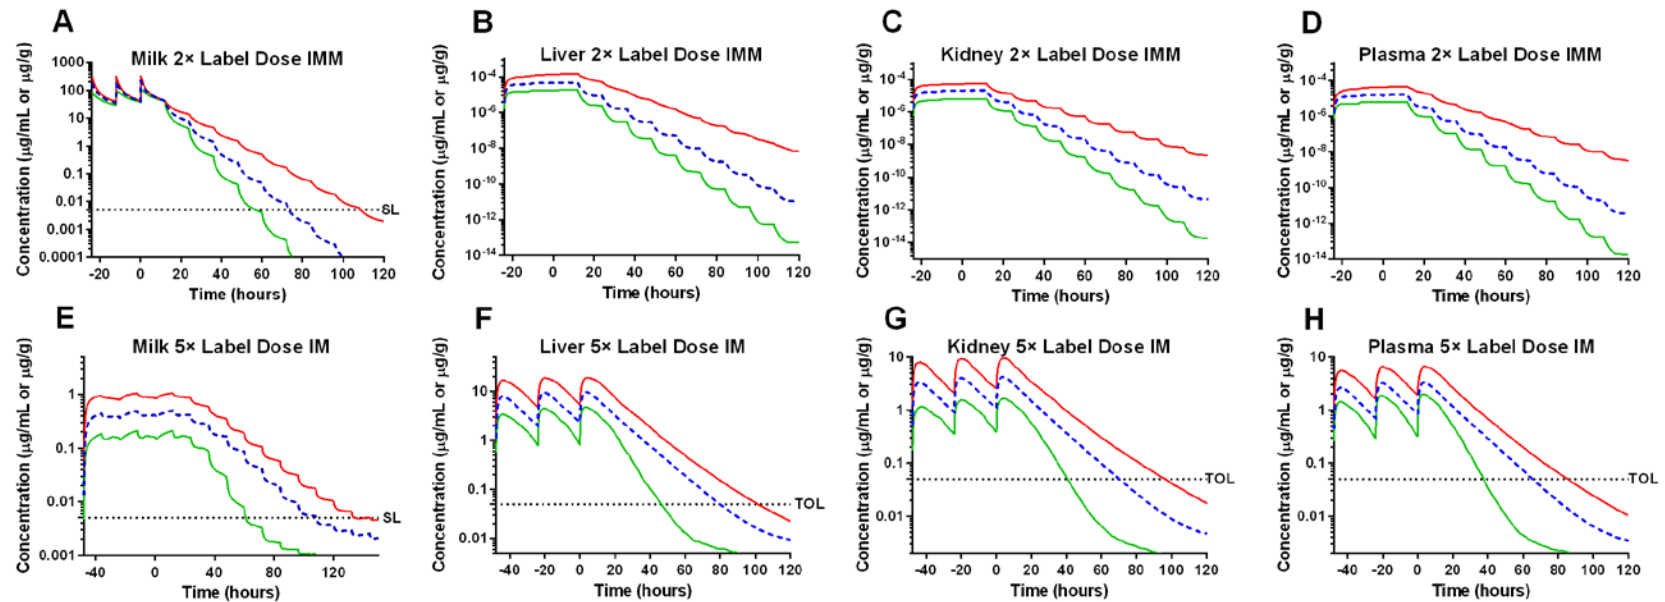 A
Milk 2× Label Dose IMM
Concentration (μg/mL or μg/g)
1000
100
10
1
0.1
0.01
0.001
0.0001
SL
-20 0 20 40 60 80 100 120
Time (hours)
B
Liver 2× Label Dose IMM
Concentration (μg/mL or μg/g)
10-4
10-6
10-8
10-10
10-12
10-14
-20 0 20 40 60 80 100 120
Time (hours)
C
Kidney 2× Label Dose IMM
Concentration (μg/mL or μg/g)
10-4
10-6
10-8
10-10
10-12
10-14
-20 0 20 40 60 80 100 120
Time (hours)
D
Plasma 2× Label Dose IMM
Concentration (μg/mL or μg/g)
10-4
10-6
10-8
10-10
10-12
10-14
-20 0 20 40 60 80 100 120
Time (hours)
E
Milk 5× Label Dose IM
Concentration (μg/mL or μg/g)
1
0.1
0.01
0.001
SL
-40 0 40 80 120
Time (hours)
F
Liver 5× Label Dose IM
Concentration (μg/mL or μg/g)
10
1
0.1
0.01
TOL
-40 -20 0 20 40 60 80 100 120
Time (hours)
G
Kidney 5× Label Dose IM
Concentration (μg/mL or μg/g)
10
1
0.1
0.01
TOL
-40 -20 0 20 40 60 80 100 120
Time (hours)
H
Plasma 5× Label Dose IM
Concentration (μg/mL or μg/g)
10
1
0.1
0.01
TOL
-40 -20 0 20 40 60 80 100 120
Time (hours)